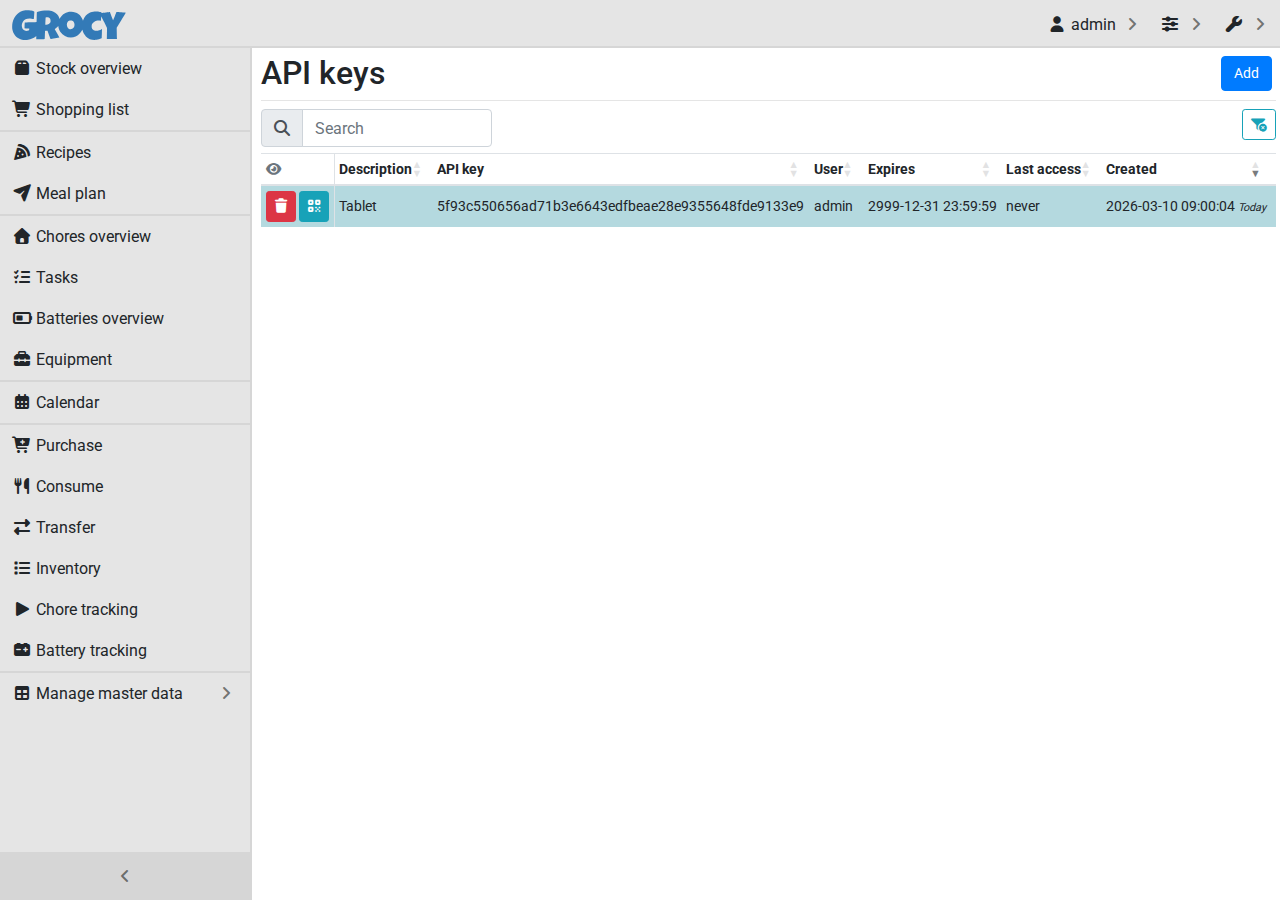 GROCY
admin
Stock overview
Shopping list
Recipes
Meal plan
Chores overview
Tasks
Batteries overview
Equipment
Calendar
Purchase
Consume
Transfer
Inventory
Chore tracking
Battery tracking
Manage master data
API keys
Add
Search
Description API key User Expires Last access Created
Tablet 5f93c550656ad71b3e6643edfbeae28e9355648fde9133e9 admin 2999-12-31 23:59:59 never 2026-03-10 09:00:04 Today